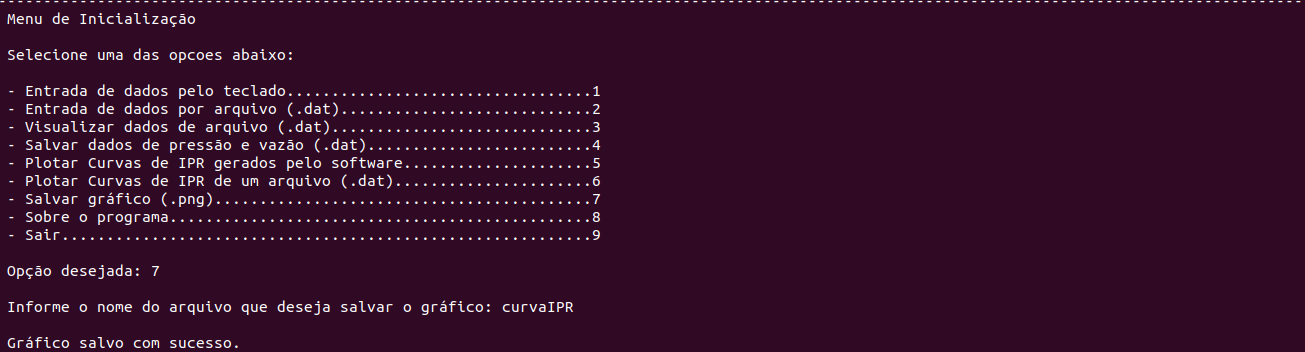 Menu de Inicialização
Selecione uma das opcoes abaixo:
- Entrada de dados pelo teclado..................................1
- Entrada de dados por arquivo (.dat)............................2
- Visualizar dados de arquivo (.dat).............................3
- Salvar dados de pressão e vazão (.dat).........................4
- Plotar Curvas de IPR gerados pelo software.....................5
- Plotar Curvas de IPR de um arquivo (.dat)......................6
- Salvar gráfico (.png)..........................................7
- Sobre o programa...............................................8
- Sair...........................................................9
Opção desejada: 7
Informe o nome do arquivo que deseja salvar o gráfico: curvaIPR
Gráfico salvo com sucesso.